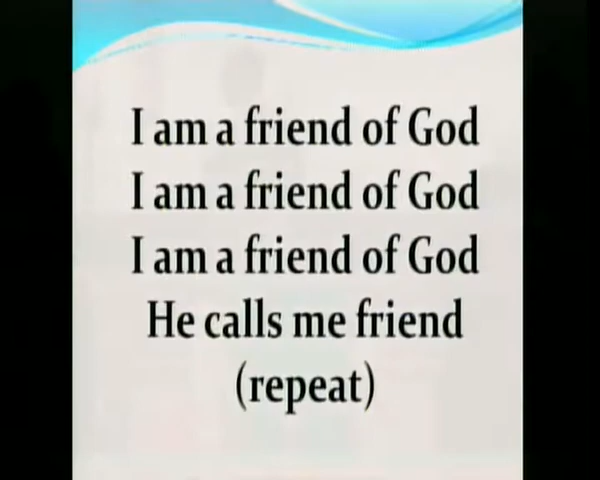 I am a friend of God
I am a friend of God
I am a friend of God
He calls me friend
(repeat)